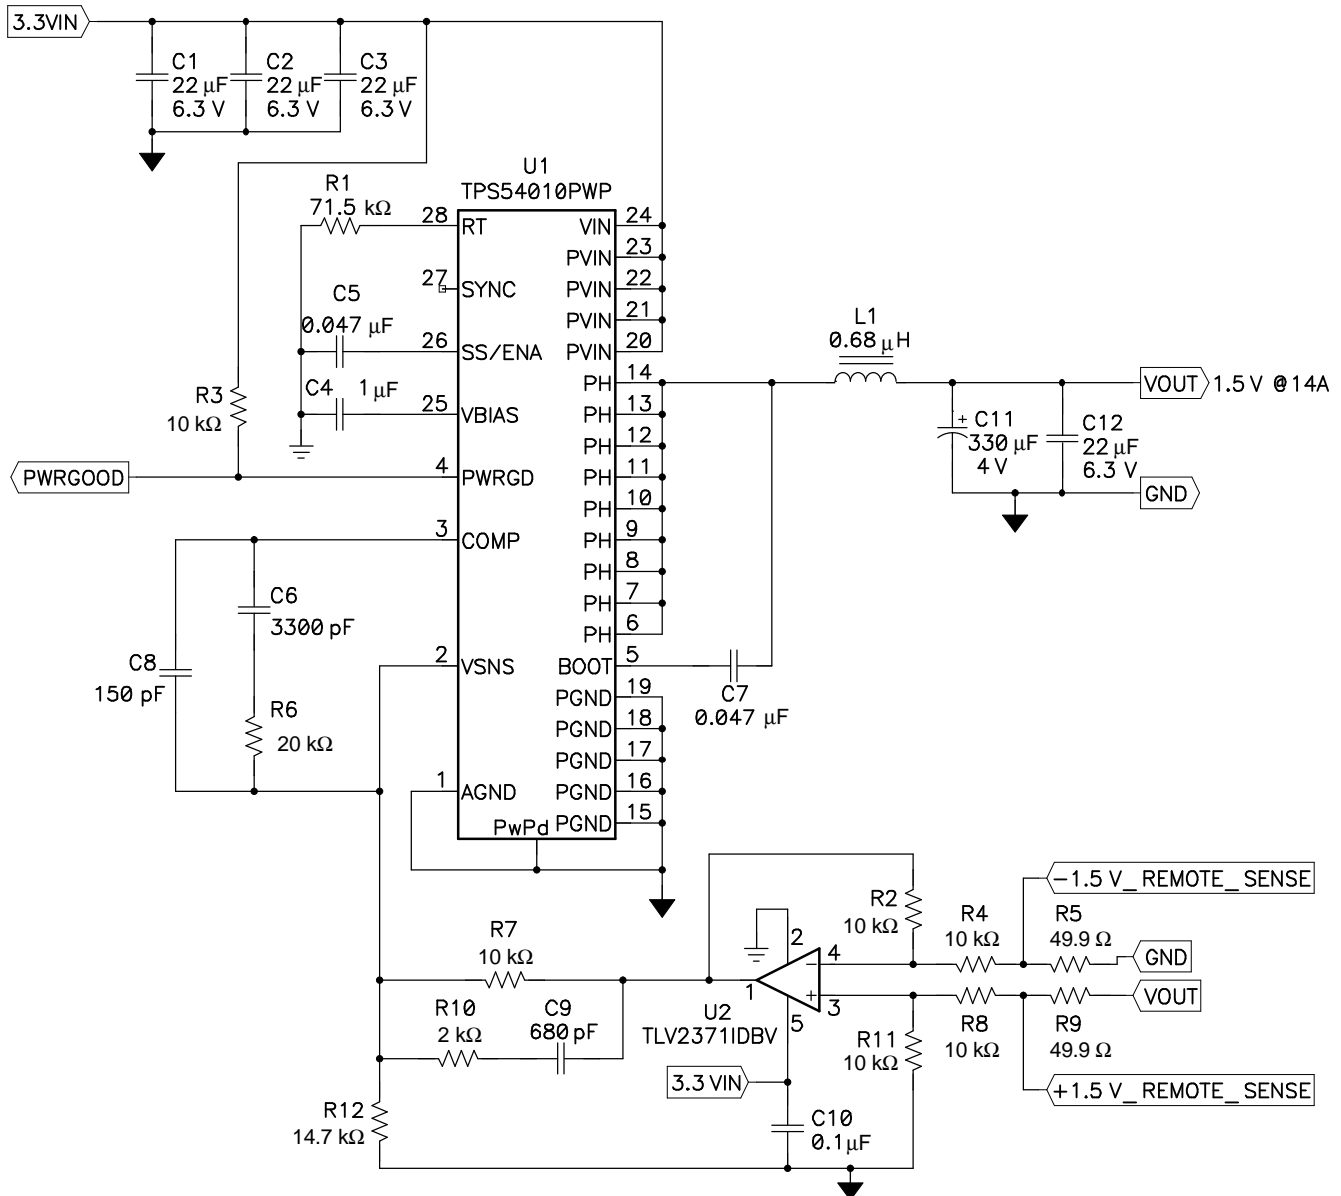 3.3VIN
C1
22 µF
6.3 V
C2
22 µF
6.3 V
C3
22 µF
6.3 V
U1
TPS54010PWP
R1
71.5 kΩ
28 RT
27 SYNC
C5
0.047 µF
26 SS/ENA
C4 1 µF
25 VBIAS
R3
10 kΩ
PWRGOOD
4 PWRGD
3 COMP
C6
3300 pF
C8
150 pF
R6
20 kΩ
2 VSNS
1 AGND
PwPd
VIN 24
PVIN 23
PVIN 22
PVIN 21
PVIN 20
PH 14
PH 13
PH 12
PH 11
PH 10
PH 9
PH 8
PH 7
PH 6
BOOT 5
PGND 19
PGND 18
PGND 17
PGND 16
PGND 15
L1
0.68 µH
VOUT 1.5 V @14A
C11
+
330 µF
4 V
C12
22 µF
6.3 V
GND
C7
0.047 µF
R7
10 kΩ
R10
2 kΩ
C9
680 pF
R12
14.7 kΩ
U2
TLV2371IDBV
1
2
4
−
+
3
5
3.3 VIN
C10
0.1µF
R2
10 kΩ
R4
10 kΩ
R5
49.9 Ω
−1.5 V_REMOTE_SENSE
GND
VOUT
R11
10 kΩ
R8
10 kΩ
R9
49.9 Ω
+1.5 V_REMOTE_SENSE